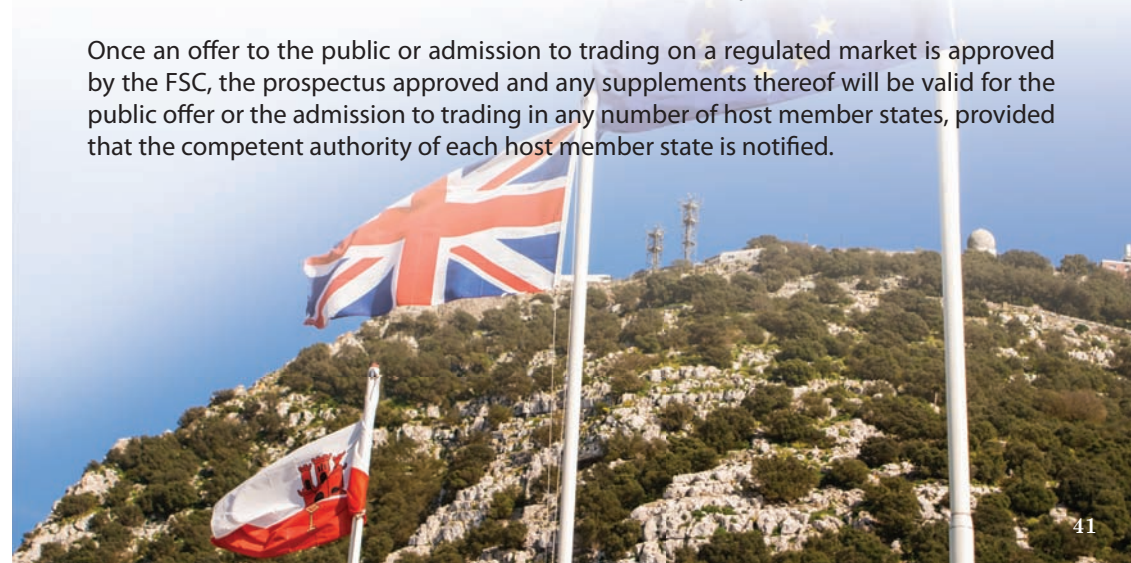 Once an offer to the public or admission to trading on a regulated market is approved
by the FSC, the prospectus approved and any supplements thereof will be valid for the
public offer or the admission to trading in any number of host member states, provided
that the competent authority of each host member state is notified.
41